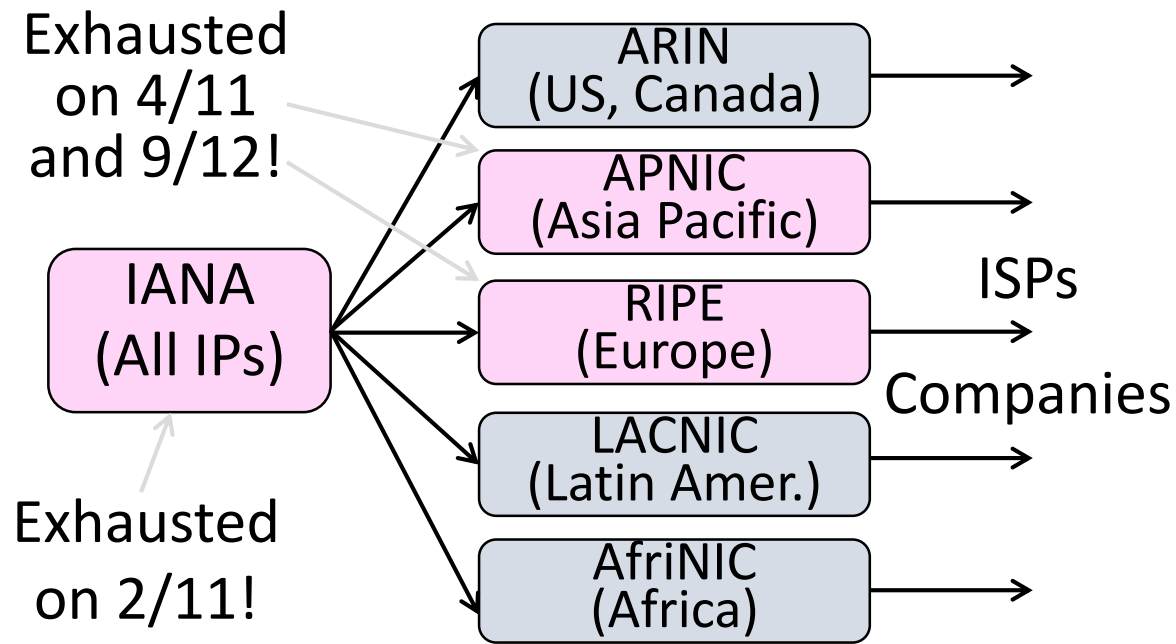 Exhausted
on 4/11
and 9/12!
IANA
(All IPs)
Exhausted
on 2/11!
ARIN
(US, Canada)
APNIC
(Asia Pacific)
RIPE
(Europe)
LACNIC
(Latin Amer.)
AfriNIC
(Africa)
ISPs
Companies